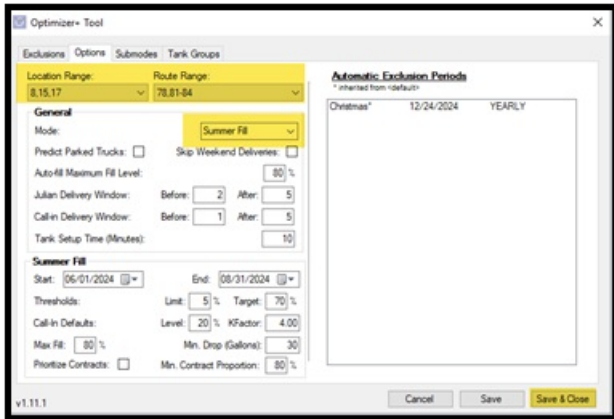 Optimizer+ Tool
Exclusions Options Submodes Tank Groups
Location Range: Route Range:
8,15,17 78,81-84
General
Mode: Summer Fill
Predict Parked Trucks: Skip Weekend Deliveries:
Auto-fill Maximum Fill Level: 80 %
Julian Delivery Window: Before: 2 After: 5
Call-in Delivery Window: Before: 1 After: 5
Tank Setup Time (Minutes): 10
Summer Fill
Start: 06/01/2024 End: 08/31/2024
Thresholds: Limit: 5 % Target: 70 %
Call-In Defaults: Level: 20 % KFactor: 4.00
Max Fill: 80 % Min. Drop (Gallons): 30
Prioritize Contracts: Min. Contract Proportion: 80 %
Automatic Exclusion Periods
* inherited from <default>
Christmas* 12/24/2024 YEARLY
v1.11.1 Cancel Save Save & Close